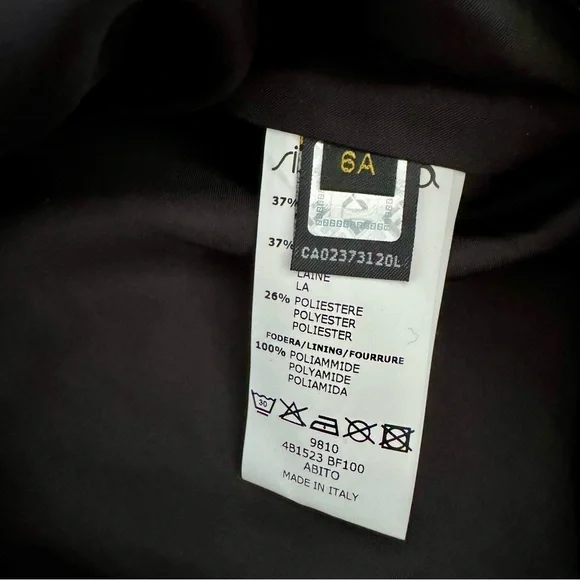 6A
37%
37%
CA02373120L
LAINE
LA
26% POLIESTERE
POLYESTER
POLIESTER
FODERA/LINING/FOURRURE
100% POLIAMMIDE
POLYAMIDE
POLIAMIDA
30
9810
4B1523 BF100
ABITO
MADE IN ITALY